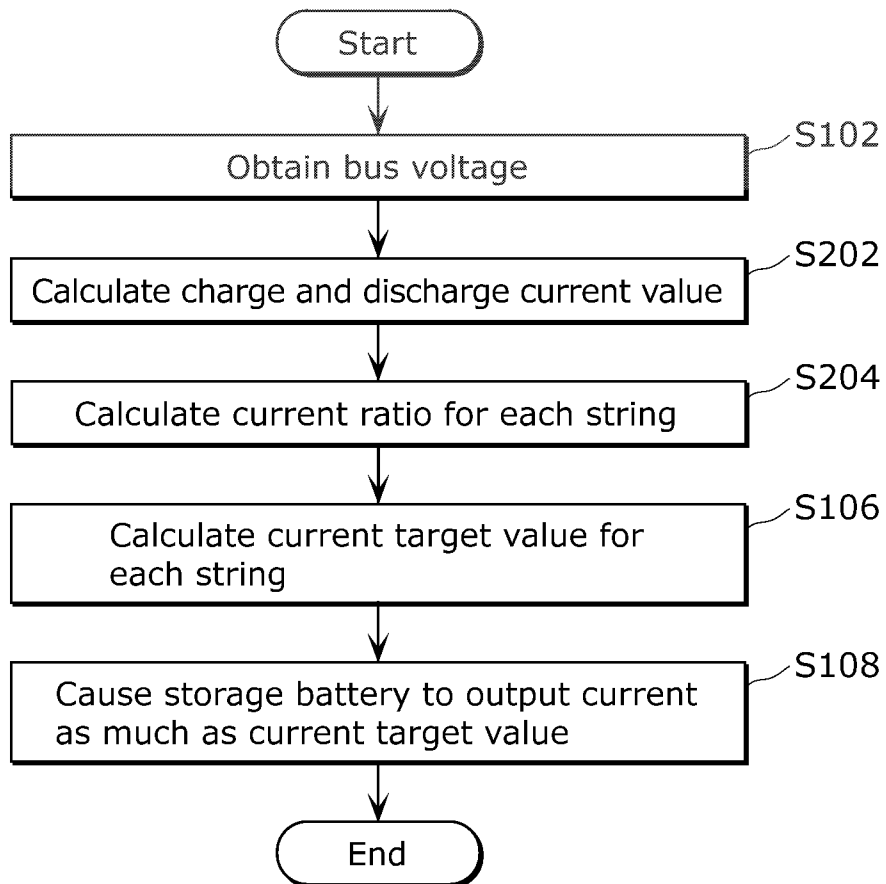 Start
S102
Obtain bus voltage
S202
Calculate charge and discharge current value
S204
Calculate current ratio for each string
S106
Calculate current target value for
each string
S108
Cause storage battery to output current
as much as current target value
End